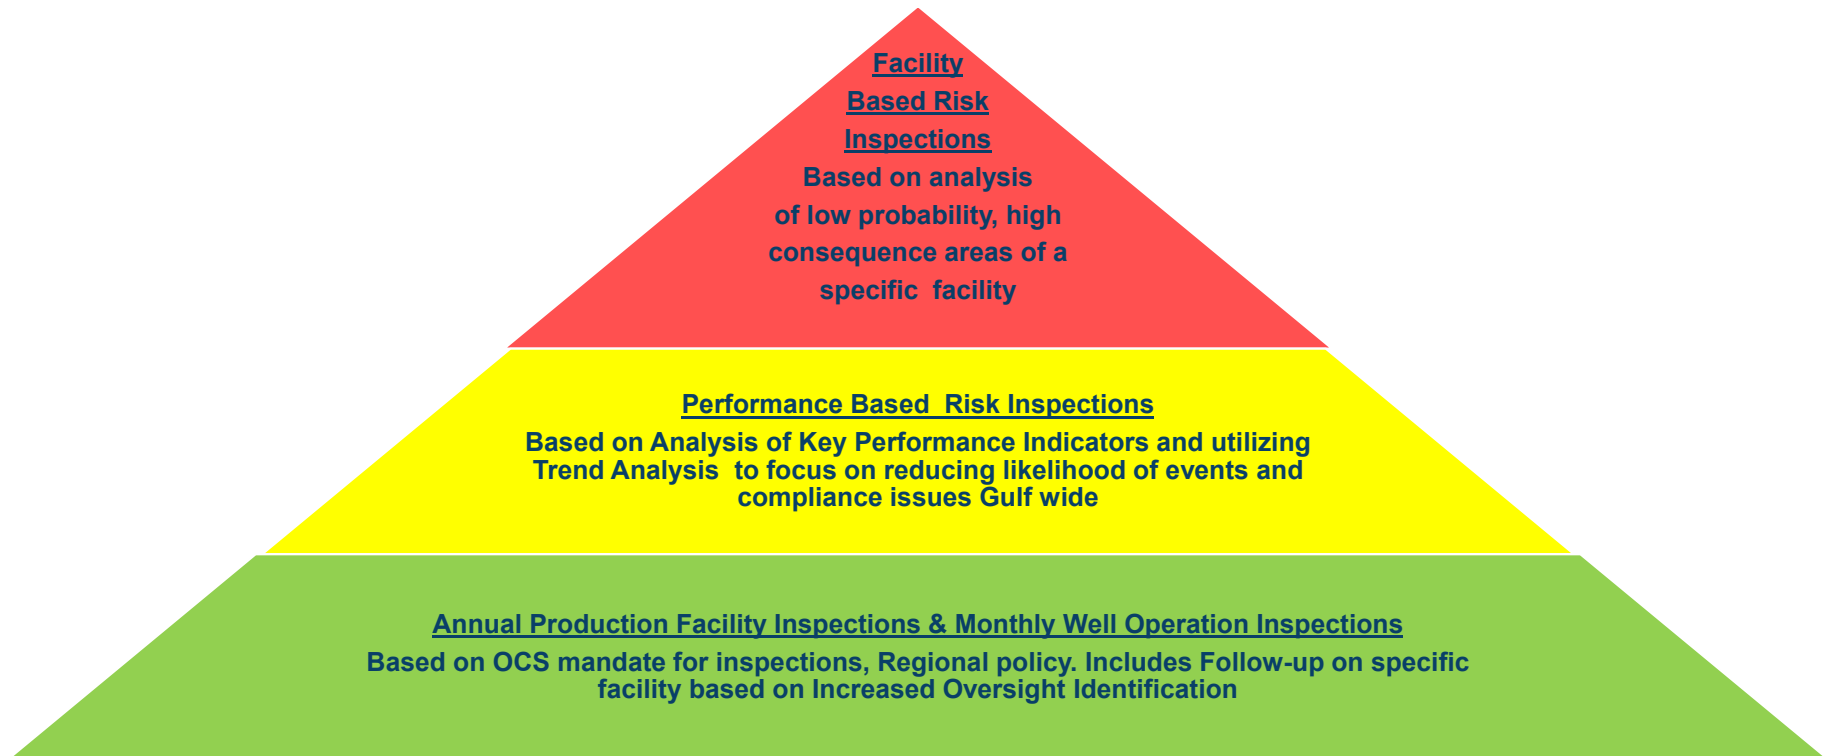 Facility
Based Risk
Inspections
Based on analysis
of low probability, high
consequence areas of a
specific  facility
Performance Based  Risk Inspections
Based on Analysis of Key Performance Indicators and utilizing
Trend Analysis  to focus on reducing likelihood of events and
compliance issues Gulf wide
Annual Production Facility Inspections & Monthly Well Operation Inspections
Based on OCS mandate for inspections, Regional policy. Includes Follow-up on specific
facility based on Increased Oversight Identification